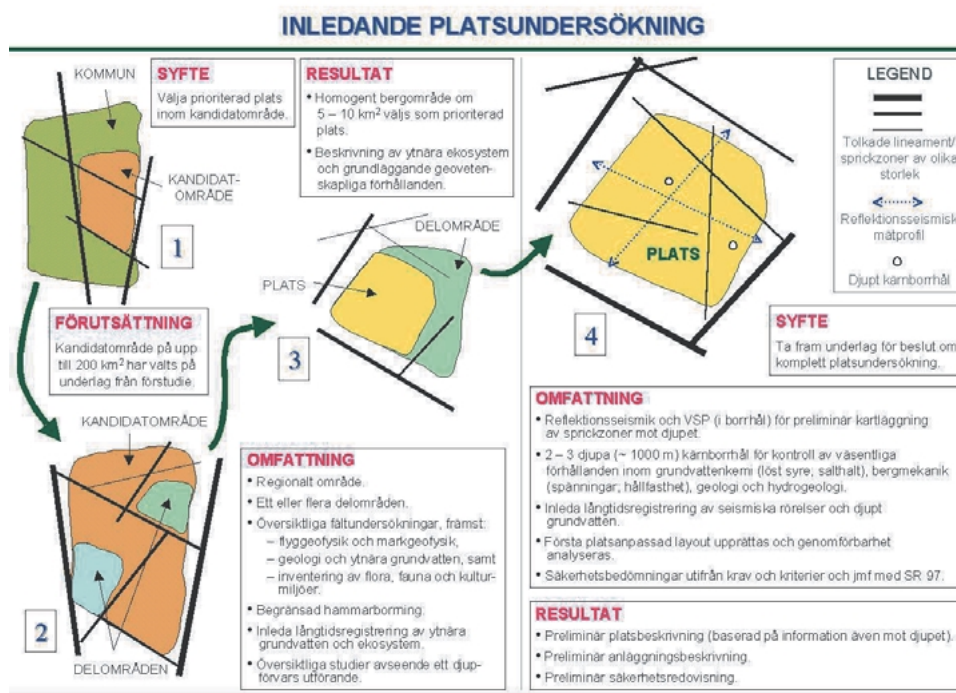 INLEDANDE PLATSUNDERSÖKNING
KOMMUN
KANDIDAT-
OMRÅDE
1
SYFTE
Välja prioriterad plats
inom kandidatområde.
RESULTAT
• Homogent bergområde om
5 – 10 km² väljs som prioriterad
plats.
• Beskrivning av ytnära ekosystem
och grundläggande geoveten-
skapliga förhållanden.
FÖRUTSÄTTNING
Kandidatområde på upp
till 200 km² har valts på
underlag från förstudie.
KANDIDATOMRÅDE
2
DELOMRÅDEN
DELOMRÅDE
PLATS
3
OMFATTNING
• Regionalt område.
• Ett eller flera delområden.
• Översiktliga fältundersökningar, främst:
– flyggeofysik och markgeofysik,
– geologi och ytnära grundvatten, samt
– inventering av flora, fauna och kultur-
miljöer.
• Begränsad hammarborrning.
• Inleda långtidsregistrering av ytnära
grundvatten och ekosystem.
• Översiktliga studier avseende ett djup-
förvars utförande.
PLATS
4
LEGEND
Tolkade lineament/
sprickzoner av olika
storlek
Reflektionsseismisk
mätprofil
Djupt kärnborrhål
SYFTE
Ta fram underlag för beslut om
komplett platsundersökning.
OMFATTNING
• Reflektionsseismik och VSP (i borrhål) för preliminär kartläggning
av sprickzoner mot djupet.
• 2 – 3 djupa (~ 1000 m) kärnborrhål för kontroll av väsentliga
förhållanden inom grundvattenkemi (löst syre; salthalt), bergmekanik
(spänningar; hållfasthet), geologi och hydrogeologi.
• Inleda långtidsregistrering av seismiska rörelser och djupt
grundvatten.
• Första platsanpassad layout upprättas och genomförbarhet
analyseras.
• Säkerhetsbedömningar utifrån krav och kriterier och jmf med SR 97.
RESULTAT
• Preliminär platsbeskrivning (baserad på information även mot djupet).
• Preliminär anläggningsbeskrivning.
• Preliminär säkerhetsredovisning.